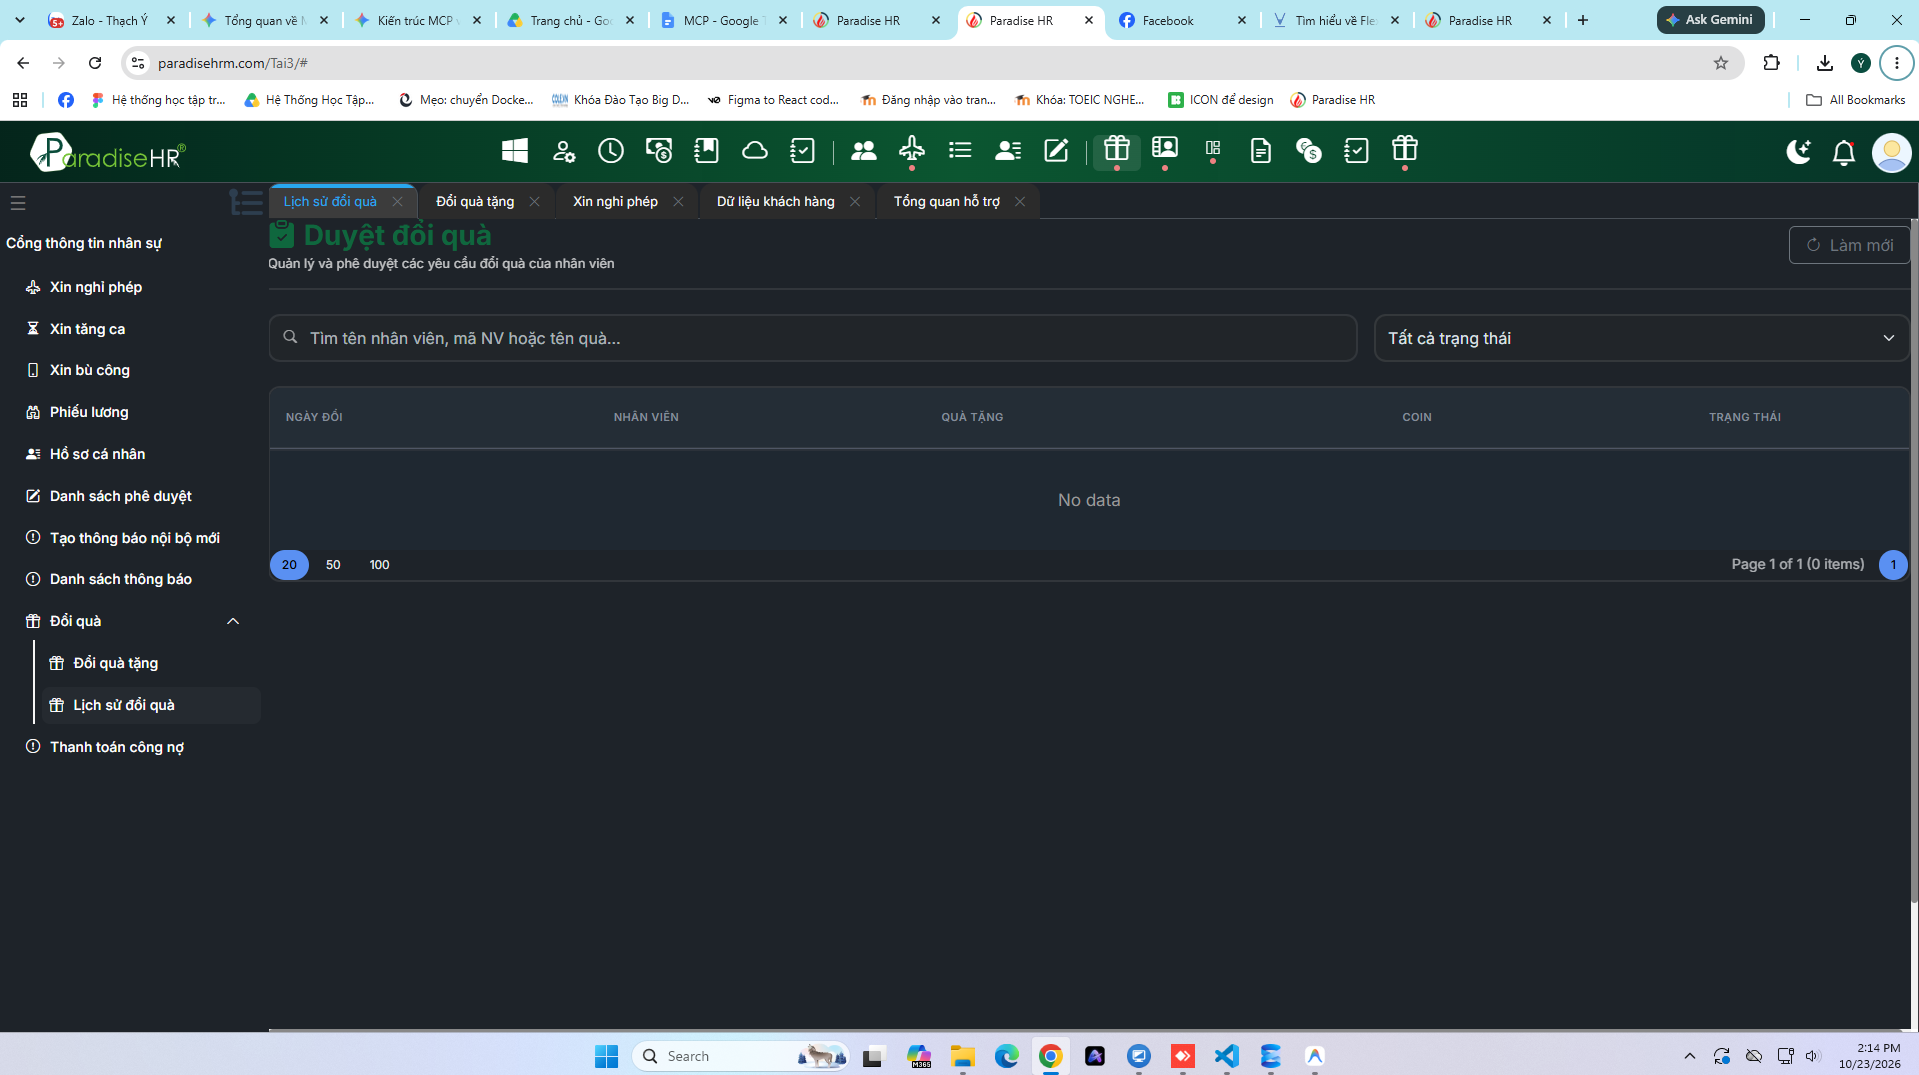 Zalo - Thạch Ý
Tổng quan về M
Kiến trúc MCP v
Trang chủ - Goo
MCP - Google T
Paradise HR
Paradise HR
Facebook
Tìm hiểu về Fle
Paradise HR
Ask Gemini
paradisehrm.com/Tai3/#
Hệ thống học tập tr...
Hệ Thống Học Tập...
Mẹo: chuyển Docke...
Khóa Đào Tạo Big D...
Figma to React cod...
Đăng nhập vào tran...
Khóa: TOEIC NGHE...
ICON để design
Paradise HR
All Bookmarks
ParadiseHR®
Lịch sử đổi quà
Đổi quà tặng
Xin nghỉ phép
Dữ liệu khách hàng
Tổng quan hỗ trợ
Cổng thông tin nhân sự
Xin nghỉ phép
Xin tăng ca
Xin bù công
Phiếu lương
Hồ sơ cá nhân
Danh sách phê duyệt
Tạo thông báo nội bộ mới
Danh sách thông báo
Đổi quà
Đổi quà tặng
Lịch sử đổi quà
Thanh toán công nợ
Duyệt đổi quà
Quản lý và phê duyệt các yêu cầu đổi quà của nhân viên
Làm mới
Tìm tên nhân viên, mã NV hoặc tên quà...
Tất cả trạng thái
NGÀY ĐỔI
NHÂN VIÊN
QUÀ TẶNG
COIN
TRẠNG THÁI
No data
20
50
100
Page 1 of 1 (0 items)
1
Search
M365
2:14 PM
10/23/2026